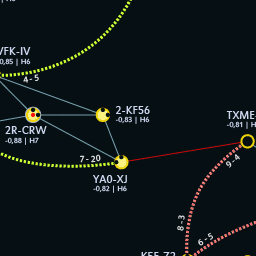 VFK-IV
-0,85 | H6
4 - 5
2-KF56
-0,83 | H6
2R-CRW
-0,88 | H7
TXME-
-0,81 | H
7 - 20
9-4
YA0-XJ
-0,82 | H6
8-3
6-5